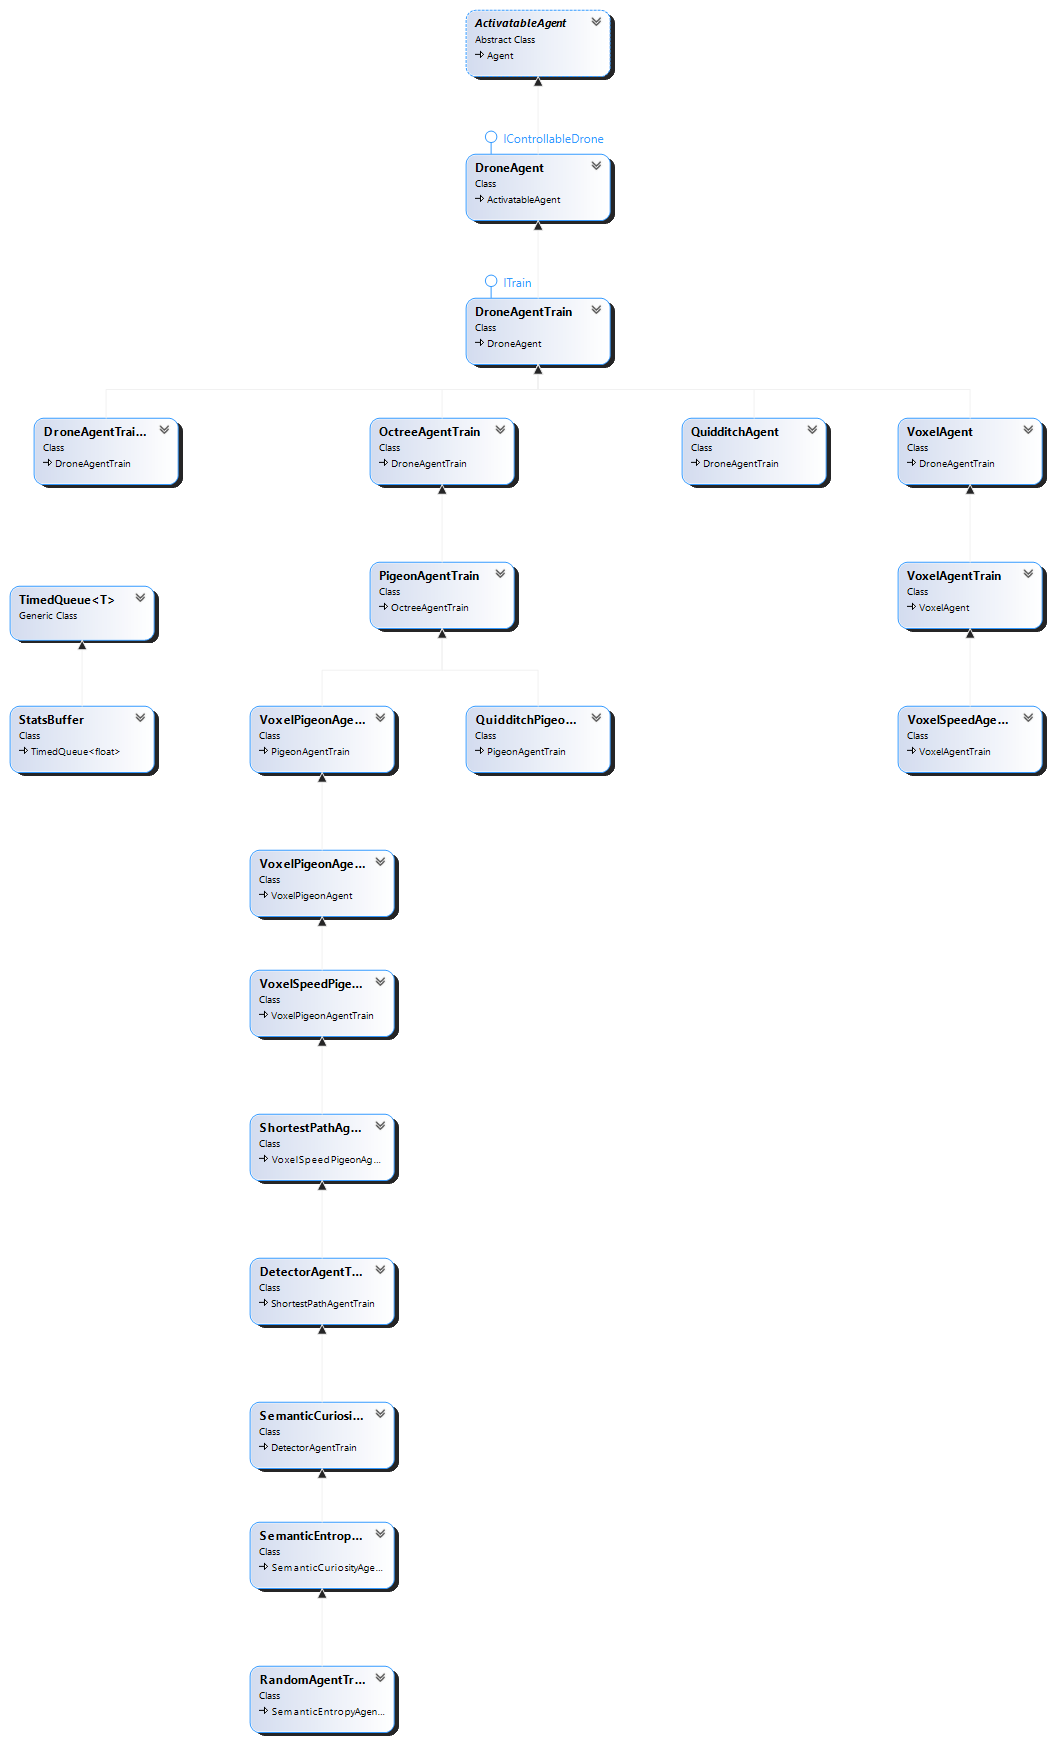 ActivatableAgent
Abstract Class
Agent
IControllableDrone
DroneAgent
Class
ActivatableAgent
ITrain
DroneAgentTrain
Class
DroneAgent
DroneAgentTrai...
Class
DroneAgentTrain
OctreeAgentTrain
Class
DroneAgentTrain
QuidditchAgent
Class
DroneAgentTrain
VoxelAgent
Class
DroneAgentTrain
TimedQueue<T>
Generic Class
PigeonAgentTrain
Class
OctreeAgentTrain
VoxelAgentTrain
Class
VoxelAgent
StatsBuffer
Class
TimedQueue<float>
VoxelPigeonAge...
Class
PigeonAgentTrain
QuidditchPigeo...
Class
PigeonAgentTrain
VoxelSpeedAge...
Class
VoxelAgentTrain
VoxelPigeonAge...
Class
VoxelPigeonAgent
VoxelSpeedPige...
Class
VoxelPigeonAgentTrain
ShortestPathAg...
Class
VoxelSpeedPigeonAg...
DetectorAgentT...
Class
ShortestPathAgentTrain
SemanticCuriosi...
Class
DetectorAgentTrain
SemanticEntrop...
Class
SemanticCuriosityAge...
RandomAgentTr...
Class
SemanticEntropyAgen...